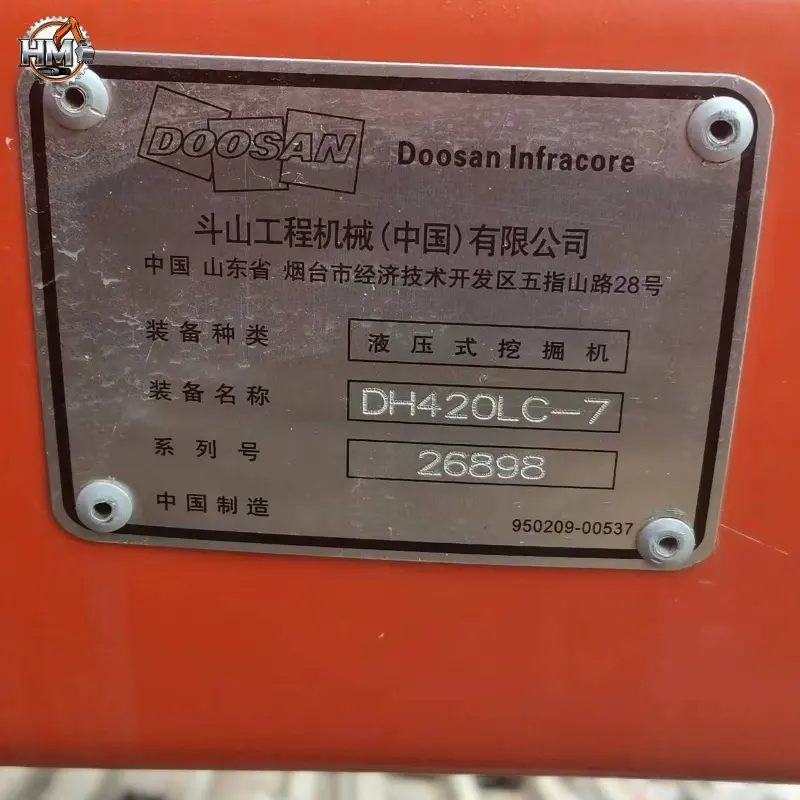 HM
DOOSAN Doosan Infracore
斗山工程机械(中国)有限公司
中国 山东省 烟台市经济技术开发区五指山路28号
装备种类 液压式挖掘机
装备名称 DH420LC-7
系列号 26898
中国制造 950209-00537